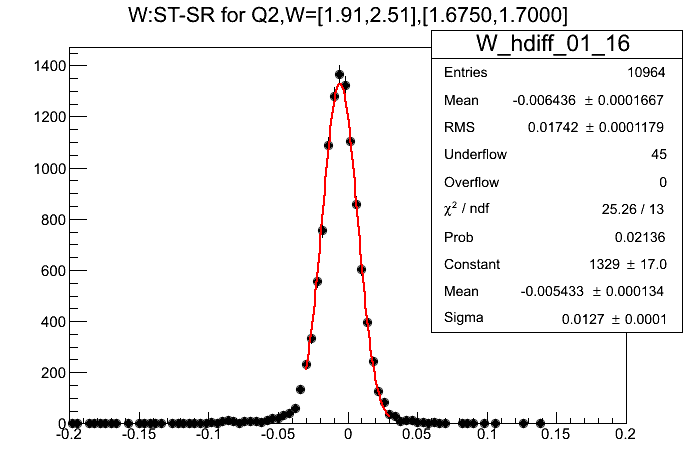 W:ST-SR for Q2,W=[1.91,2.51],[1.6750,1.7000]
W_hdiff_01_16
Entries 10964
Mean -0.006436 ± 0.0001667
RMS 0.01742 ± 0.0001179
Underflow 45
Overflow 0
χ² / ndf 25.26 / 13
Prob 0.02136
Constant 1329 ± 17.0
Mean -0.005433 ± 0.000134
Sigma 0.0127 ± 0.0001
1400
1200
1000
800
600
400
200
0
-0.2 -0.15 -0.1 -0.05 0 0.05 0.1 0.15 0.2